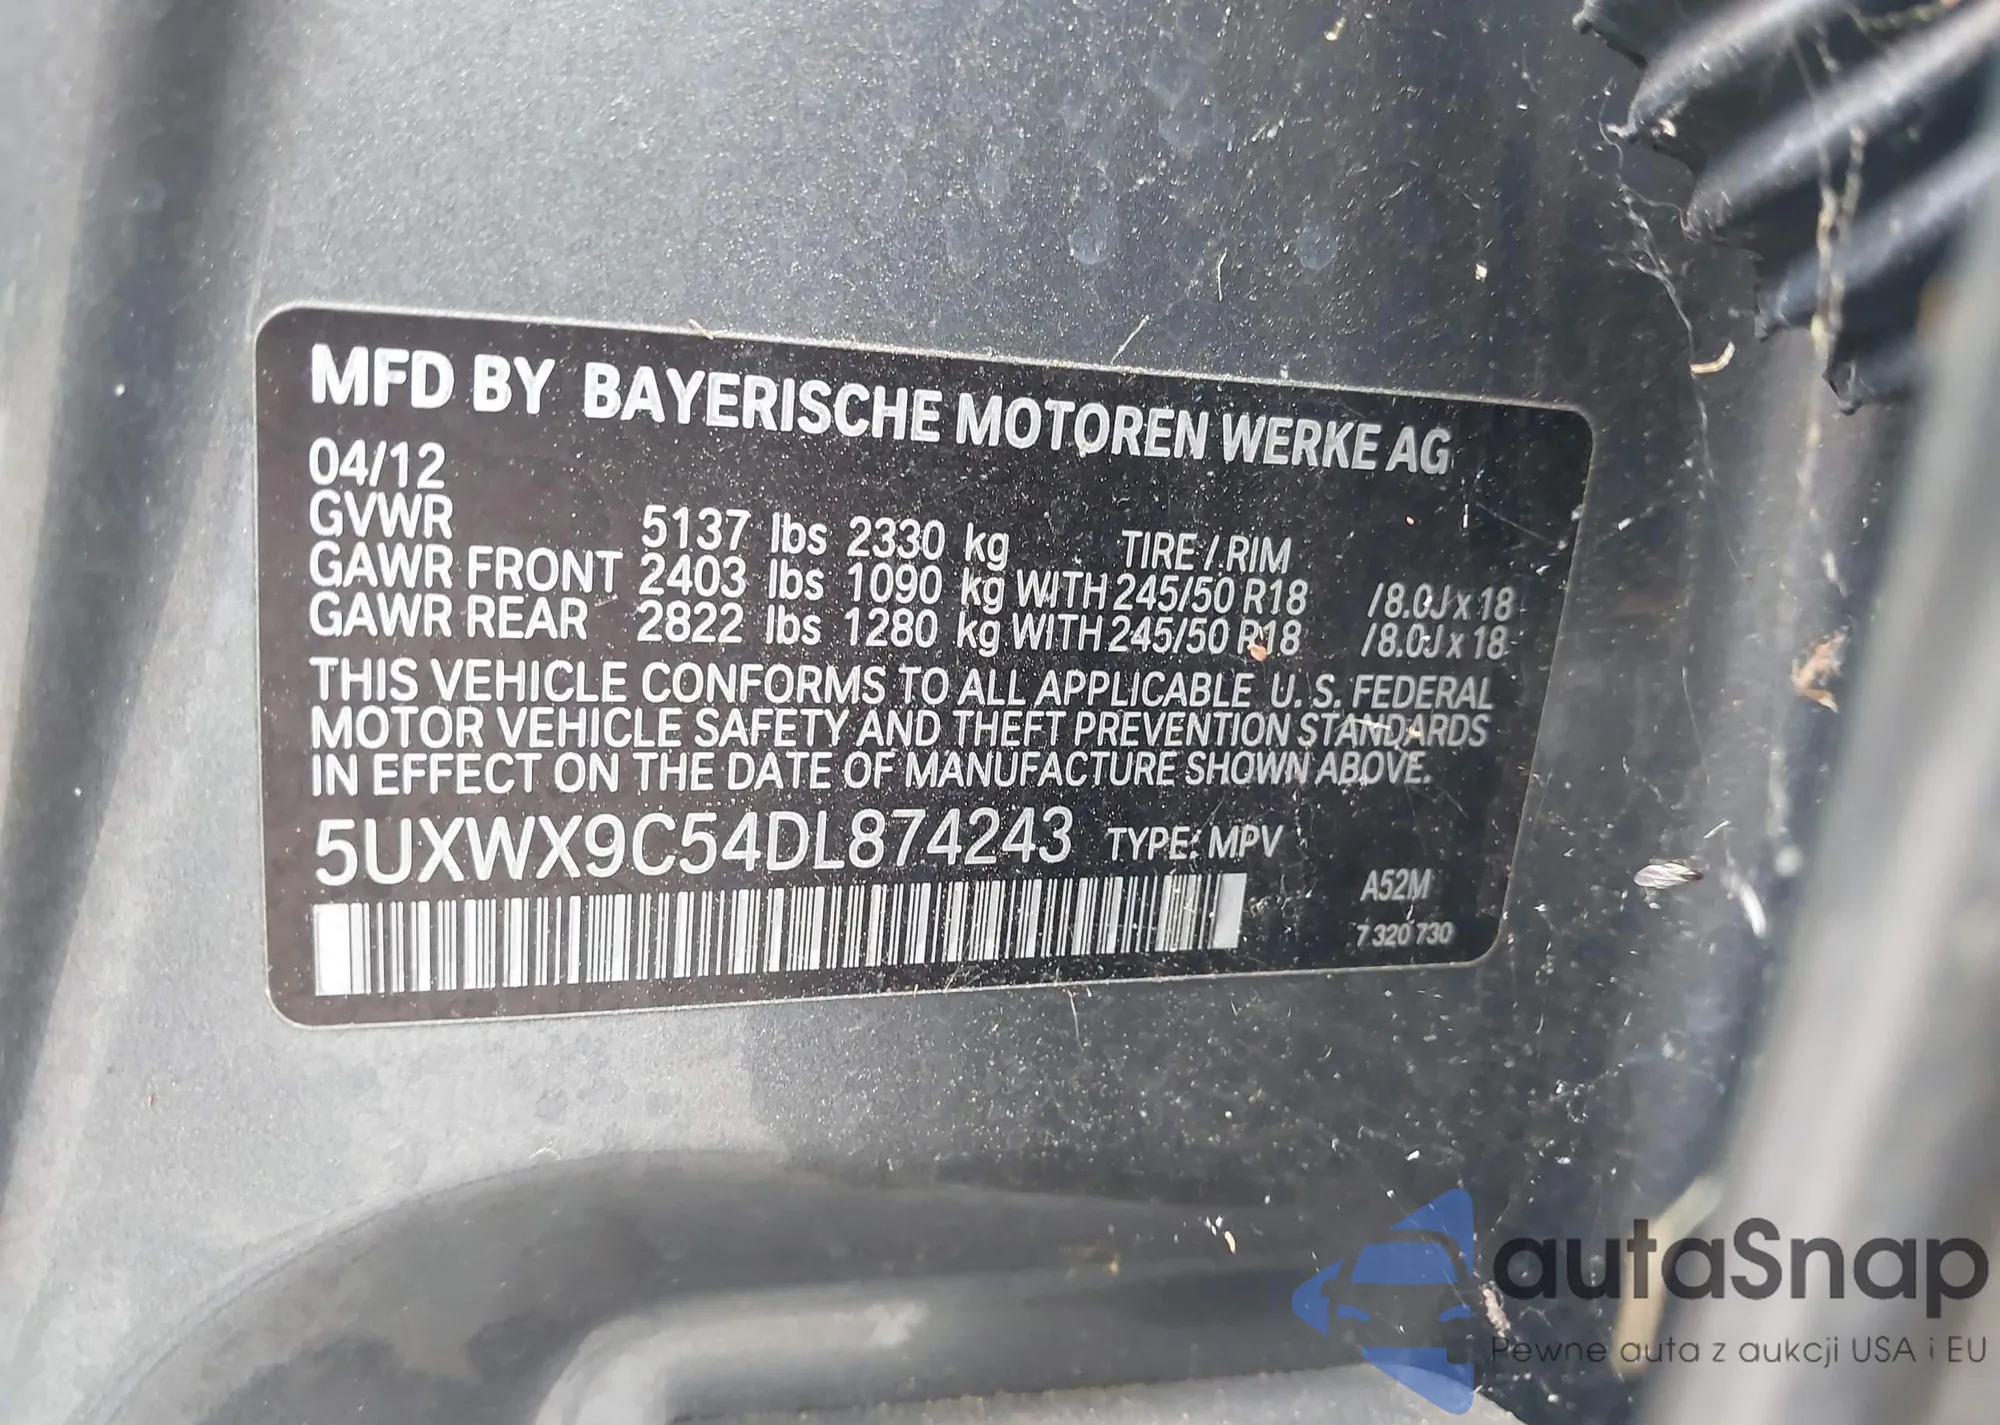 MFD BY BAYERISCHE MOTOREN WERKE AG
04/12
GVWR 5137 lbs 2330 kg TIRE / RIM
GAWR FRONT 2403 lbs 1090 kg WITH 245/50 R18 /8.0J x 18
GAWR REAR 2822 lbs 1280 kg WITH 245/50 R18 /8.0J x 18
THIS VEHICLE CONFORMS TO ALL APPLICABLE U. S. FEDERAL
MOTOR VEHICLE SAFETY AND THEFT PREVENTION STANDARDS
IN EFFECT ON THE DATE OF MANUFACTURE SHOWN ABOVE.
5UXWX9C54DL874243 TYPE: MPV
A52M
7 320 730
autaSnap
Pewne auta z aukcji USA i EU